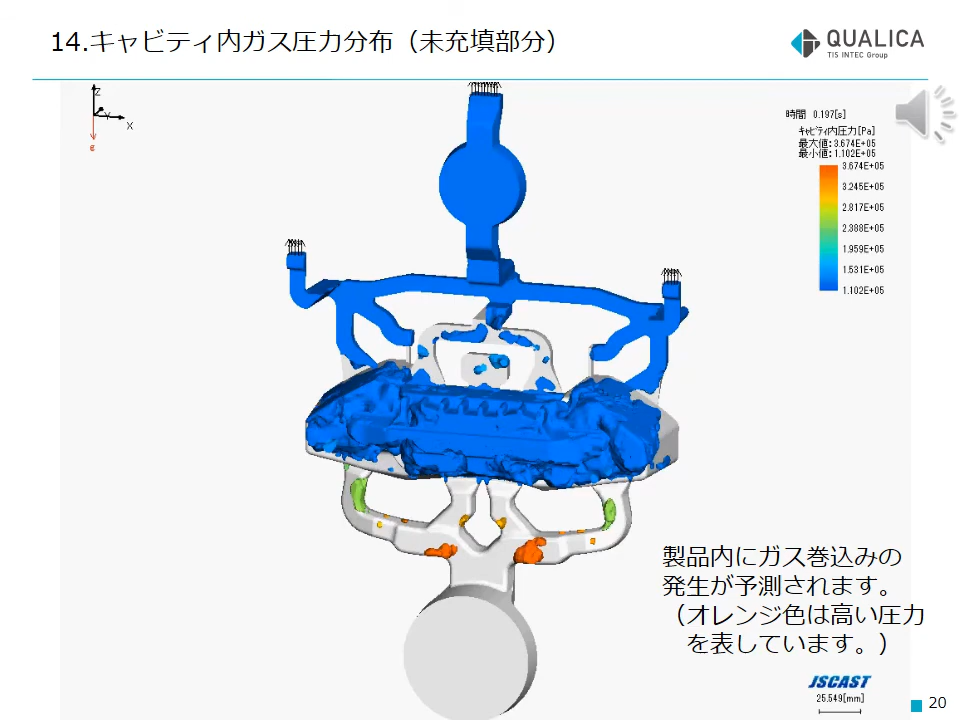 14.キャビティ内ガス圧力分布（未充填部分）
QUALICA
TIS INTEC Group
Z
Y
X
g
時間 0.197[s]
ｷｬﾋﾞﾃｨ内圧力[Pa]
最大値:3.674E+05
最小値:1.102E+05
3.674E+05
3.245E+05
2.817E+05
2.388E+05
1.959E+05
1.531E+05
1.102E+05
製品内にガス巻込みの
発生が予測されます。
（オレンジ色は高い圧力
を表しています。）
JSCAST
25.549[mm]
20